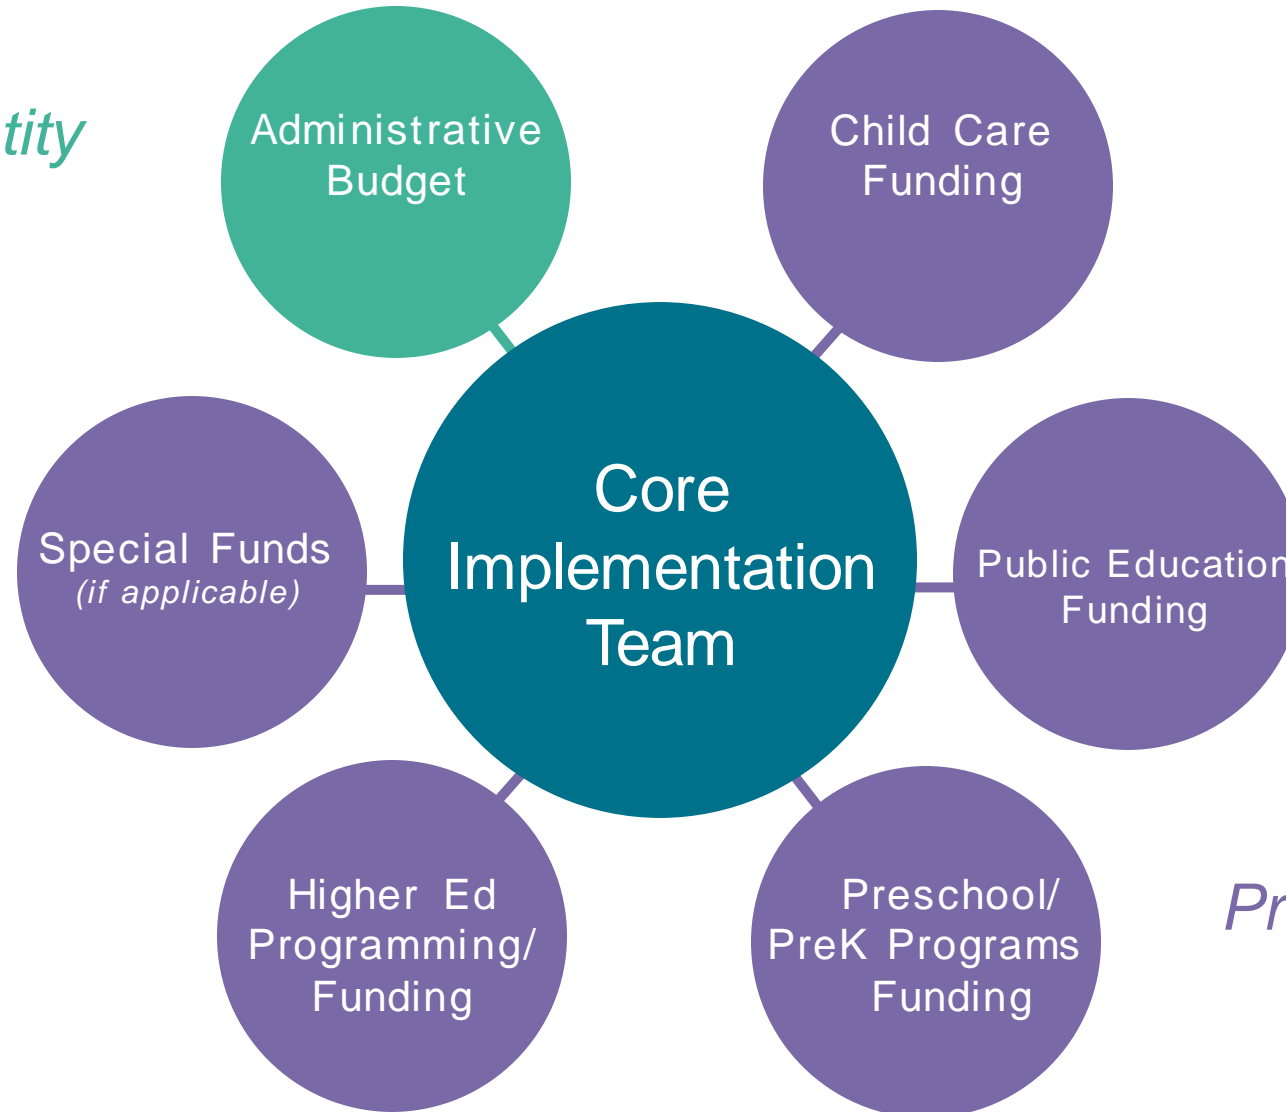 tity
Administrative
Budget
Child Care
Funding
Special Funds
(if applicable)
Core
Implementation
Team
Public Education
Funding
Higher Ed
Programming/
Funding
Preschool/
PreK Programs
Funding
Pr